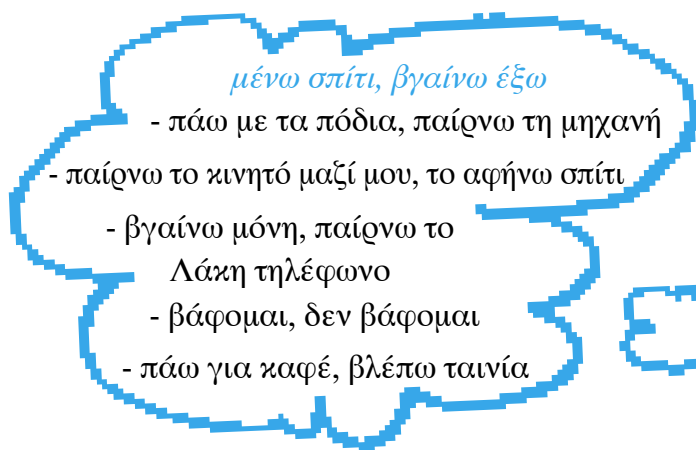 μένω σπίτι, βγαίνω έξω
- πάω με τα πόδια, παίρνω τη μηχανή
- παίρνω το κινητό μαζί μου, το αφήνω σπίτι
- βγαίνω μόνη, παίρνω το
Λάκη τηλέφωνο
- βάφομαι, δεν βάφομαι
- πάω για καφέ, βλέπω ταινία